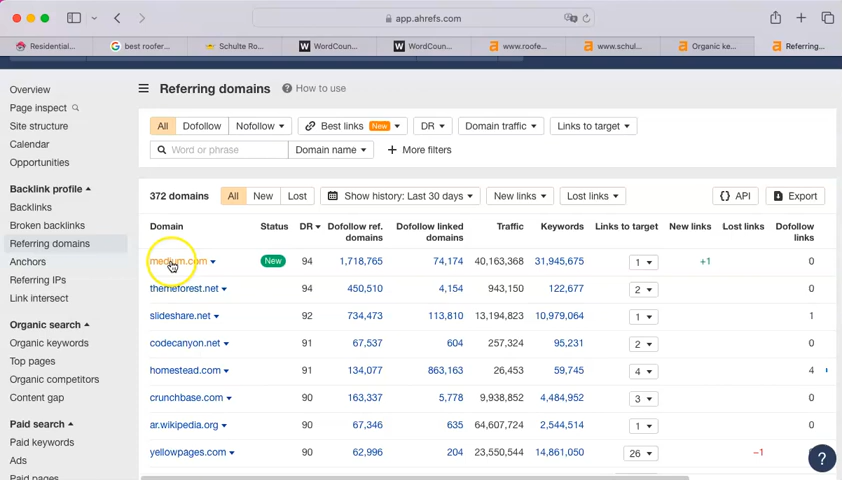 app.ahrefs.com
Residential...
best roofer...
Schulte Ro...
WordCoun...
WordCoun...
www.roofe...
www.schul...
Organic ke...
Referring...
Overview
Page inspect
Site structure
Calendar
Opportunities
Backlink profile
Backlinks
Broken backlinks
Referring domains
Anchors
Referring IPs
Link intersect
Organic search
Organic keywords
Top pages
Organic competitors
Content gap
Paid search
Paid keywords
Ads
Paid pages
Referring domains ? How to use
All Dofollow Nofollow Best links New DR Domain traffic Links to target
Word or phrase Domain name + More filters
372 domains All New Lost Show history: Last 30 days New links Lost links {} API Export
Domain Status DR Dofollow ref. domains Dofollow linked domains Traffic Keywords Links to target New links Lost links Dofollow links
medium.com New 94 1,718,765 74,174 40,163,368 31,945,675 1 +1 0
themeforest.net 94 450,510 4,154 943,150 122,677 2 0
slideshare.net 92 734,473 113,810 13,194,823 10,979,064 1 1
codecanyon.net 91 67,537 604 257,324 95,231 2 0
homestead.com 91 134,077 863,163 26,453 59,745 4 4
crunchbase.com 90 163,337 5,778 9,938,852 4,484,952 3 0
ar.wikipedia.org 90 67,346 635 64,607,724 2,544,514 1 0
yellowpages.com 90 62,996 204 23,550,544 14,861,050 26 −1 0
?